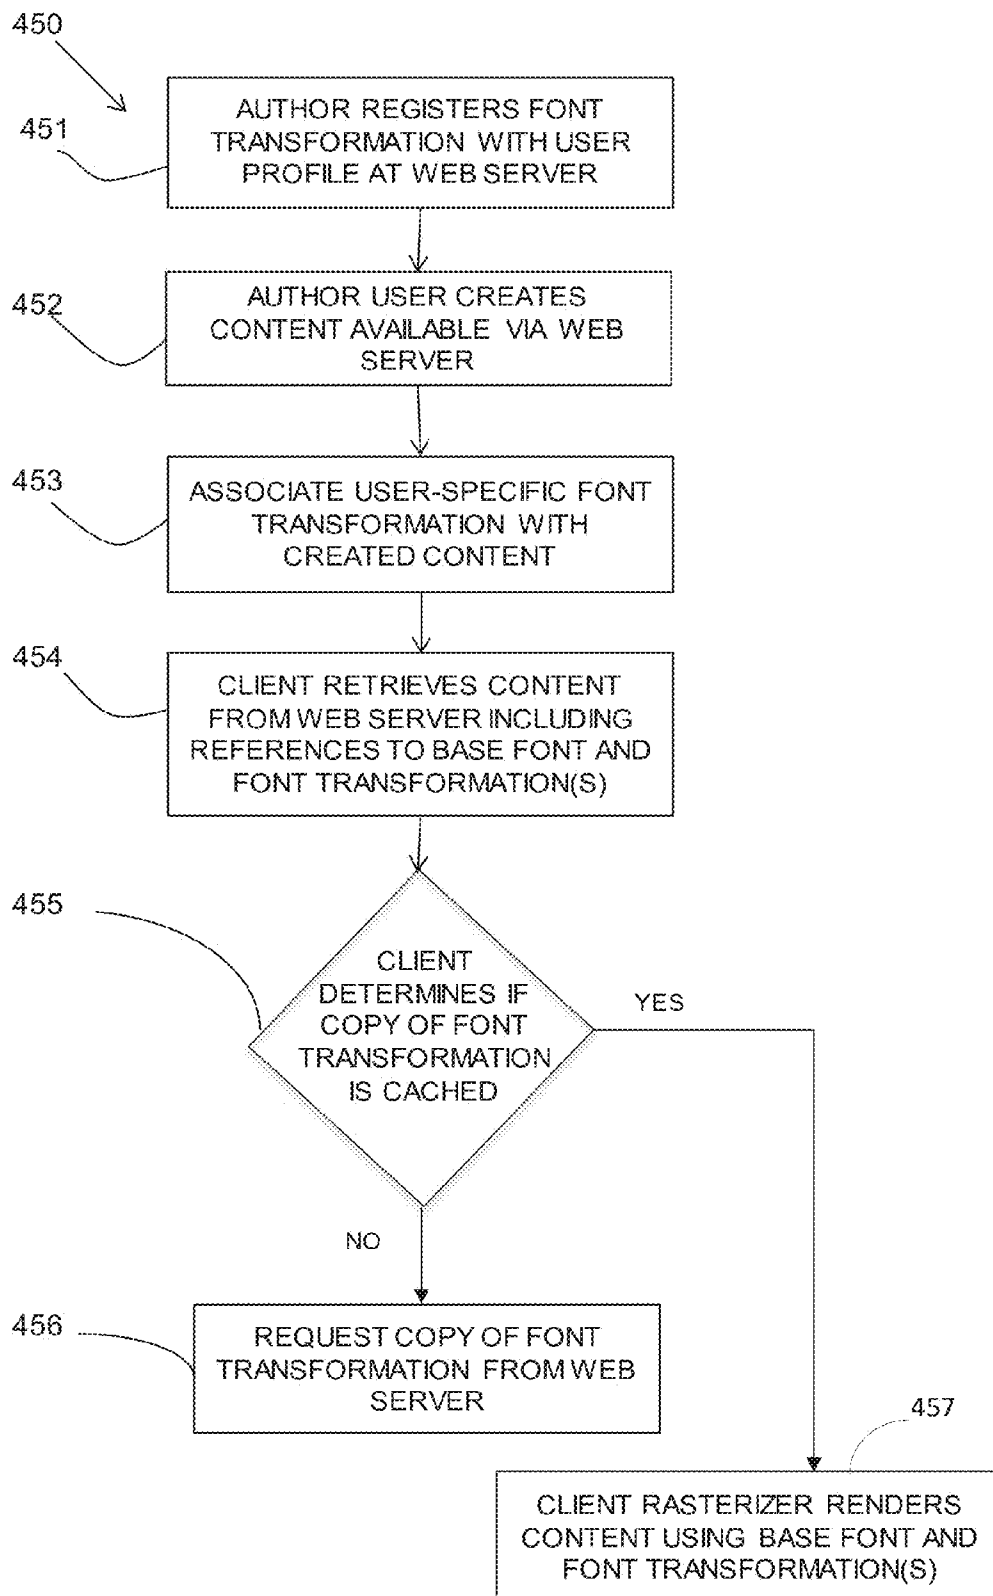 450
451
AUTHOR REGISTERS FONT
TRANSFORMATION WITH USER
PROFILE AT WEB SERVER
452
AUTHOR USER CREATES
CONTENT AVAILABLE VIA WEB
SERVER
453
ASSOCIATE USER-SPECIFIC FONT
TRANSFORMATION WITH
CREATED CONTENT
454
CLIENT RETRIEVES CONTENT
FROM WEB SERVER INCLUDING
REFERENCES TO BASE FONT AND
FONT TRANSFORMATION(S)
455
CLIENT
DETERMINES IF
COPY OF FONT
TRANSFORMATION
IS CACHED
YES
NO
456
REQUEST COPY OF FONT
TRANSFORMATION FROM WEB
SERVER
457
CLIENT RASTERIZER RENDERS
CONTENT USING BASE FONT AND
FONT TRANSFORMATION(S)